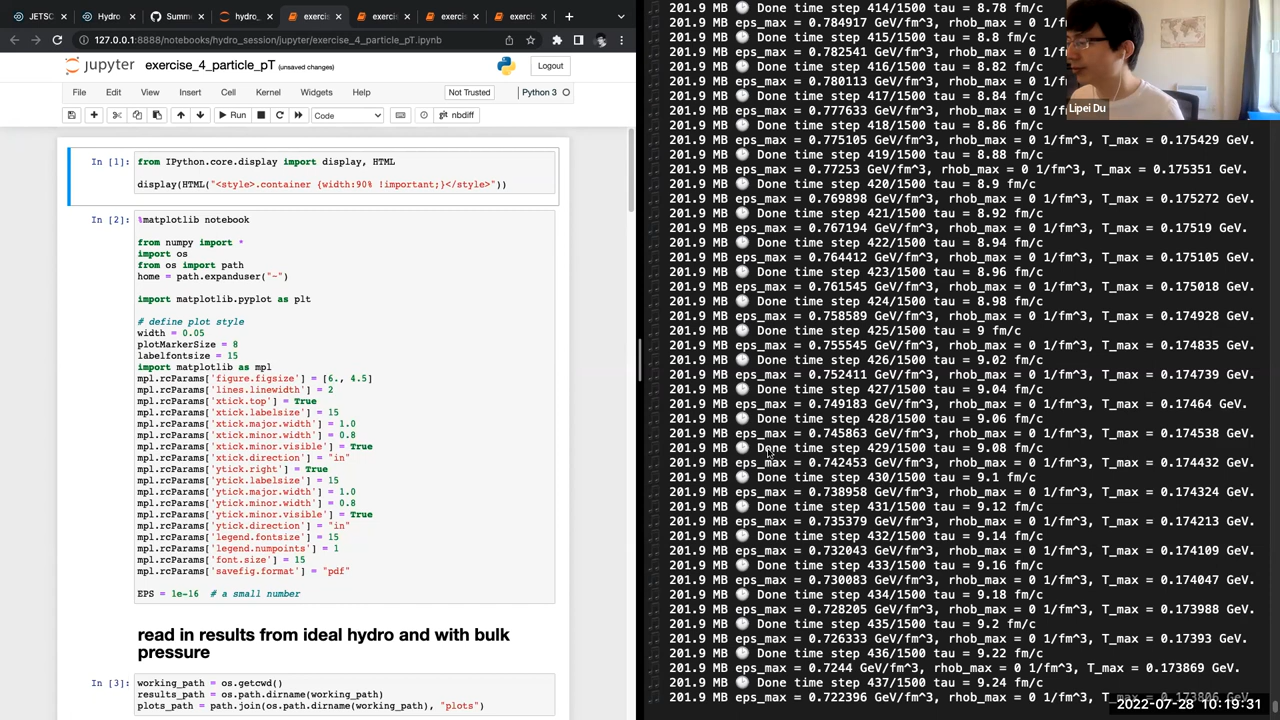 JETSC
Hydr
Summ
hydro_
exercis
exercis
exercis
exercis
127.0.0.1:8888/notebooks/hydro_session/jupyter/exercise_4_particle_pT.ipynb
jupyter exercise_4_particle_pT (unsaved changes)
Logout
File Edit View Insert Cell Kernel Widgets Help
Not Trusted
Python 3
Run
Code
nbdiff
In [1]: from IPython.core.display import display, HTML
display(HTML("<style>.container {width:90% !important;}</style>"))
In [2]: %matplotlib notebook
from numpy import *
import os
from os import path
home = path.expanduser("~")
import matplotlib.pyplot as plt
# define plot style
width = 0.05
plotMarkerSize = 8
labelfontsize = 15
import matplotlib as mpl
mpl.rcParams['figure.figsize'] = [6., 4.5]
mpl.rcParams['lines.linewidth'] = 2
mpl.rcParams['xtick.top'] = True
mpl.rcParams['xtick.labelsize'] = 15
mpl.rcParams['xtick.major.width'] = 1.0
mpl.rcParams['xtick.minor.width'] = 0.8
mpl.rcParams['xtick.minor.visible'] = True
mpl.rcParams['xtick.direction'] = "in"
mpl.rcParams['ytick.right'] = True
mpl.rcParams['ytick.labelsize'] = 15
mpl.rcParams['ytick.major.width'] = 1.0
mpl.rcParams['ytick.minor.width'] = 0.8
mpl.rcParams['ytick.minor.visible'] = True
mpl.rcParams['ytick.direction'] = "in"
mpl.rcParams['legend.fontsize'] = 15
mpl.rcParams['legend.numpoints'] = 1
mpl.rcParams['font.size'] = 15
mpl.rcParams['savefig.format'] = "pdf"
EPS = 1e-16 # a small number
read in results from ideal hydro and with bulk
pressure
In [3]: working_path = os.getcwd()
results_path = os.path.dirname(working_path)
plots_path = path.join(os.path.dirname(working_path), "plots")
201.9 MB Done time step 414/1500 tau = 8.78 fm/c
201.9 MB eps_max = 0.784917 GeV/fm^3, rhob_max = 0 1/f
201.9 MB Done time step 415/1500 tau = 8.8 fm/c
201.9 MB eps_max = 0.782541 GeV/fm^3, rhob_max = 0 1/f
201.9 MB Done time step 416/1500 tau = 8.82 fm/c
201.9 MB eps_max = 0.780113 GeV/fm^3, rhob_max = 0 1/f
201.9 MB Done time step 417/1500 tau = 8.84 fm/c
201.9 MB eps_max = 0.777633 GeV/fm^3, rhob_max = 0 1/f
Lipei Du
201.9 MB Done time step 418/1500 tau = 8.86 fm/c
201.9 MB eps_max = 0.775105 GeV/fm^3, rhob_max = 0 1/fm^3, T_max = 0.175429 GeV.
201.9 MB Done time step 419/1500 tau = 8.88 fm/c
201.9 MB eps_max = 0.77253 GeV/fm^3, rhob_max = 0 1/fm^3, T_max = 0.175351 GeV.
201.9 MB Done time step 420/1500 tau = 8.9 fm/c
201.9 MB eps_max = 0.7699 GeV/fm^3, rhob_max = 0 1/fm^3, T_max = 0.175272 GeV.
201.9 MB Done time step 421/1500 tau = 8.92 fm/c
201.9 MB eps_max = GeV/fm^3, rhob_max = 0 1/fm^3, T_max = 0.17519 GeV.
201.9 MB Done time step 422/1500 tau = 8.94 fm/c
201.9 MB eps_max = GeV/fm^3, rhob_max = 0 1/fm^3, T_max = 0.175105 GeV.
201.9 MB Done time step 423/1500 tau = 8.96 fm/c
201.9 MB eps_max = 0.761545 GeV/fm^3, rhob_max = 0 1/fm^3, T_max = 0.175018 GeV.
201.9 MB Done time step 424/1500 tau = 8.98 fm/c
201.9 MB eps_max = 0.758589 GeV/fm^3, rhob_max = 0 1/fm^3, T_max = 0.174928 GeV.
201.9 MB Done time step 425/1500 tau = 9 fm/c
201.9 MB eps_max = 0.755545 GeV/fm^3, rhob_max = 0 1/fm^3, T_max = 0.174835 GeV.
201.9 MB Done time step 426/1500 tau = 9.02 fm/c
201.9 MB eps_max = 0.752411 GeV/fm^3, rhob_max = 0 1/fm^3, T_max = 0.174739 GeV.
201.9 MB Done time step 427/1500 tau = 9.04 fm/c
201.9 MB eps_max = 0.749183 GeV/fm^3, rhob_max = 0 1/fm^3, T_max = 0.17464 GeV.
201.9 MB Done time step 428/1500 tau = 9.06 fm/c
201.9 MB eps_max = 0.745863 GeV/fm^3, rhob_max = 0 1/fm^3, T_max = 0.174538 GeV.
201.9 MB Done time step 429/1500 tau = 9.08 fm/c
201.9 MB eps_max = 0.742453 GeV/fm^3, rhob_max = 0 1/fm^3, T_max = 0.174432 GeV.
201.9 MB Done time step 430/1500 tau = 9.1 fm/c
201.9 MB eps_max = 0.738958 GeV/fm^3, rhob_max = 0 1/fm^3, T_max = 0.174324 GeV.
201.9 MB Done time step 431/1500 tau = 9.12 fm/c
201.9 MB eps_max = GeV/fm^3, rhob_max = 0 1/fm^3, T_max = 0.174213 GeV.
201.9 MB Done time step 432/1500 tau = 9.14 fm/c
201.9 MB eps_max = GeV/fm^3, rhob_max = 0 1/fm^3, T_max = 0.174109 GeV.
201.9 MB Done time step 433/1500 tau = 9.16 fm/c
201.9 MB eps_max = 0.730083 GeV/fm^3, rhob_max = 0 1/fm^3, T_max = 0.174047 GeV.
201.9 MB Done time step 434/1500 tau = 9.18 fm/c
201.9 MB eps_max = 0.728205 GeV/fm^3, rhob_max = 0 1/fm^3, T_max = 0.173988 GeV.
201.9 MB Done time step 435/1500 tau = 9.2 fm/c
201.9 MB eps_max = 0.726333 GeV/fm^3, rhob_max = 0 1/fm^3, T_max = 0.17393 GeV.
201.9 MB Done time step 436/1500 tau = 9.22 fm/c
201.9 MB eps_max = 0.7244 GeV/fm^3, rhob_max = 0 1/fm^3, T_max = 0.173869 GeV.
201.9 MB Done time step 437/1500 tau = 9.24 fm/c
201.9 MB eps_max = 0.722396 GeV/fm^3, rhob_max = 0 1/fm^3, T_max = 0.173806 GeV.
2022-07-28 10:19:31